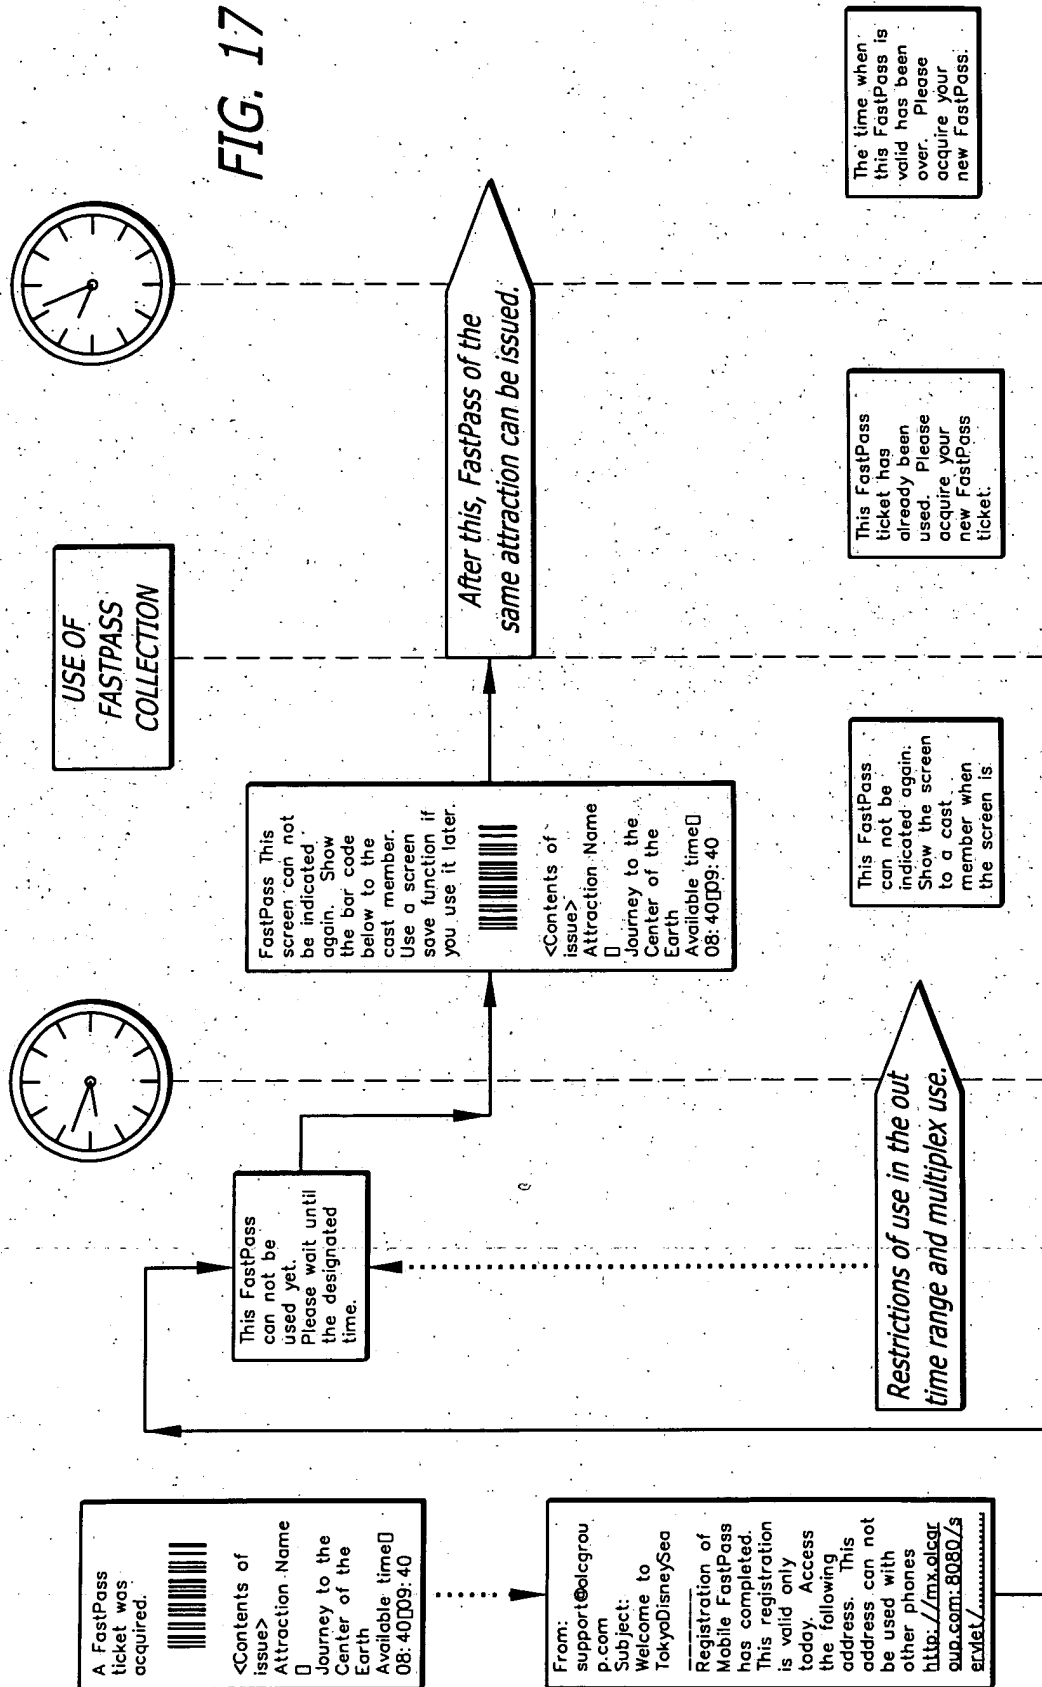 FIG. 17
A FastPass
ticket was
acquired.
<Contents of
issue>
Attraction Name
▯
Journey to the
Center of the
Earth
Available time▯
08:40▯09:40
From:
support@olcgrou
p.com
Subject:
Welcome to
TokyoDisneySea
Registration of
Mobile FastPass
has completed.
This registration
is valid only
today. Access
the following
address. This
address can not
be used with
other phones
http://mx.olcgr
oup.com:8080/s
ervlet/..............
This FastPass
can not be
used yet.
Please wait until
the designated
time.
Restrictions of use in the out
time range and multiplex use.
FastPass This
screen can not
be indicated
again. Show
the bar code
below to the
cast member.
Use a screen
save function if
you use it later.
<Contents of
issue>
Attraction Name
▯
Journey to the
Center of the
Earth
Available time▯
08:40▯09:40
This FastPass
can not be
indicated again.
Show the screen
to a cast
member when
the screen is
USE OF
FASTPASS
COLLECTION
After this, FastPass of the
same attraction can be issued.
This FastPass
ticket has
already been
used. Please
acquire your
new FastPass
ticket.
The time when
this FastPass is
valid has been
over. Please
acquire your
new FastPass.